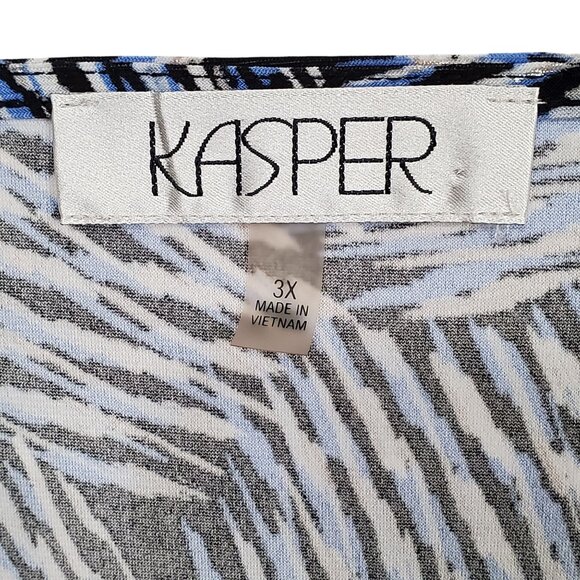 KASPER
3X
MADE IN
VIETNAM